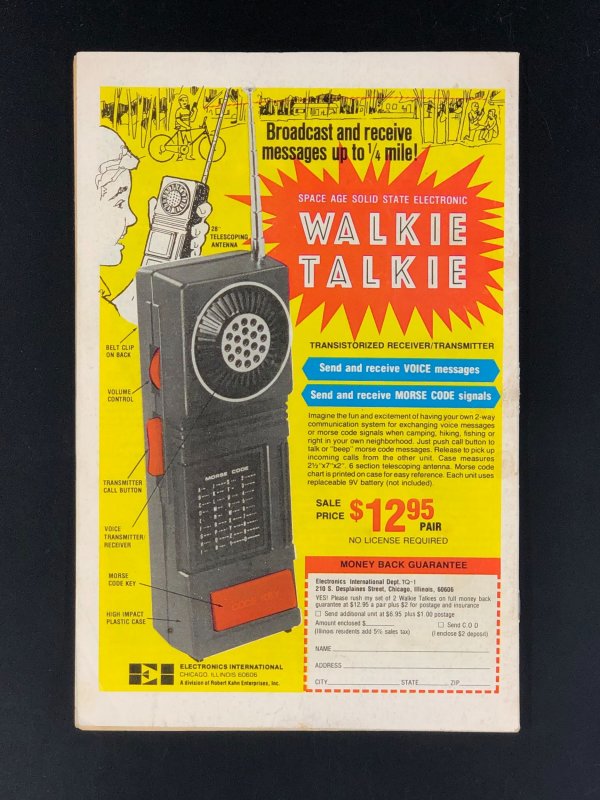 Broadcast and receive
messages up to 1/4 mile!
SPACE AGE SOLID STATE ELECTRONIC
WALKIE
TALKIE
28"
TELESCOPING
ANTENNA
TRANSISTORIZED RECEIVER/TRANSMITTER
Send and receive VOICE messages
Send and receive MORSE CODE signals
Imagine the fun and excitement of having your own 2-way
communication system for exchanging voice messages
or morse code signals when camping, hiking, fishing or
right in your own neighborhood. Just push call button to
talk or "beep" morse code messages. Release to pick up
incoming calls from the other unit. Case measures
2½"x7"x2". 6 section telescoping antenna. Morse code
chart is printed on case for easy reference. Each unit uses
replaceable 9V battery (not included).
SALE
PRICE $12.95
PAIR
NO LICENSE REQUIRED
BELT CLIP
ON BACK
VOLUME
CONTROL
TRANSMITTER
CALL BUTTON
VOICE
TRANSMITTER/
RECEIVER
MORSE
CODE KEY
HIGH IMPACT
PLASTIC CASE
MORSE CODE
MONEY BACK GUARANTEE
Electronics International Dept. TQ-1
210 S. Desplaines Street, Chicago, Illinois, 60606
YES! Please rush my set of 2 Walkie Talkies on full money back
guarantee at $12.95 a pair plus $2 for postage and insurance
Send additional unit at $6.95 plus $1.00 postage
Amount enclosed $ Send C.O.D
(Illinois residents add 5% sales tax) (I enclose $2 deposit)
NAME
ADDRESS
CITY STATE ZIP
ELECTRONICS INTERNATIONAL
CHICAGO, ILLINOIS 60606
A division of Robert Kahn Enterprises, Inc.